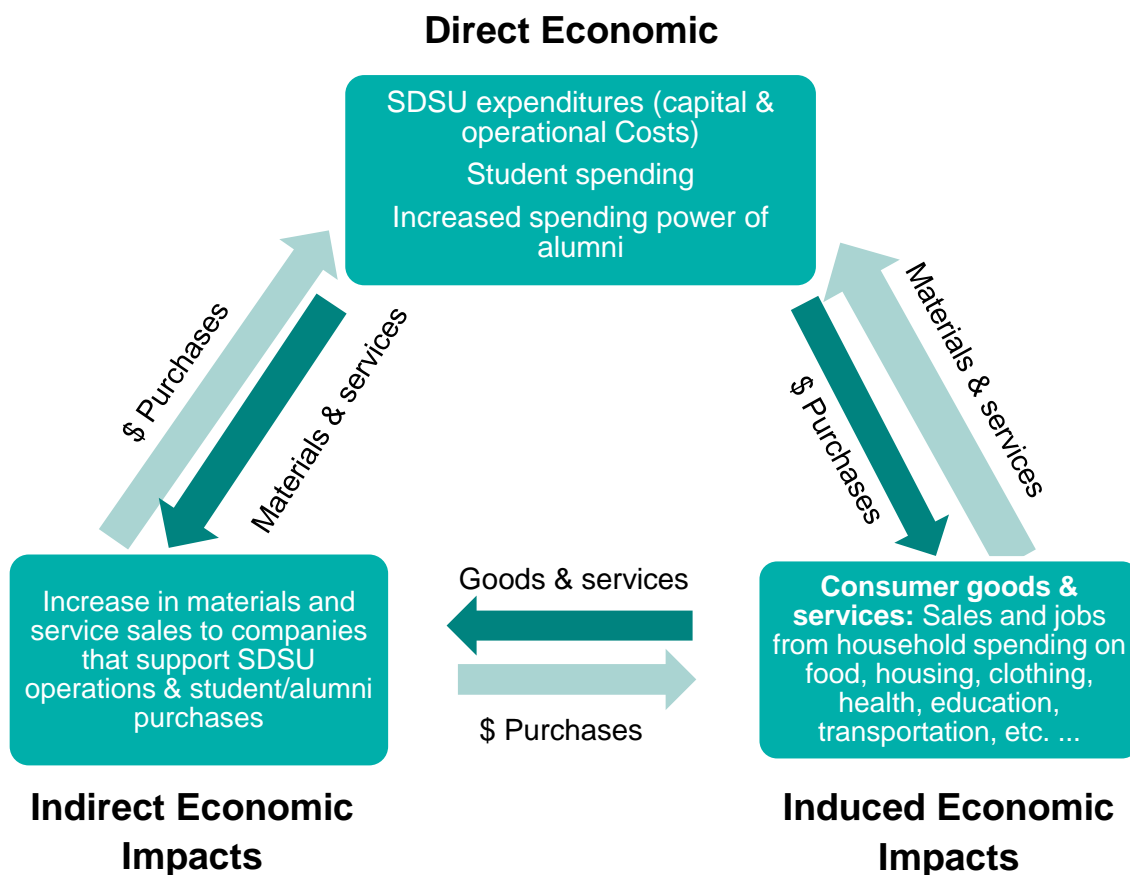 Direct Economic
SDSU expenditures (capital &
operational Costs)
Student spending
Increased spending power of
alumni
$ Purchases
Materials & services
$ Purchases
Materials & services
Increase in materials and
service sales to companies
that support SDSU
operations & student/alumni
purchases
Goods & services
$ Purchases
Consumer goods &
services: Sales and jobs
from household spending on
food, housing, clothing,
health, education,
transportation, etc. ...
Indirect Economic
Impacts
Induced Economic
Impacts